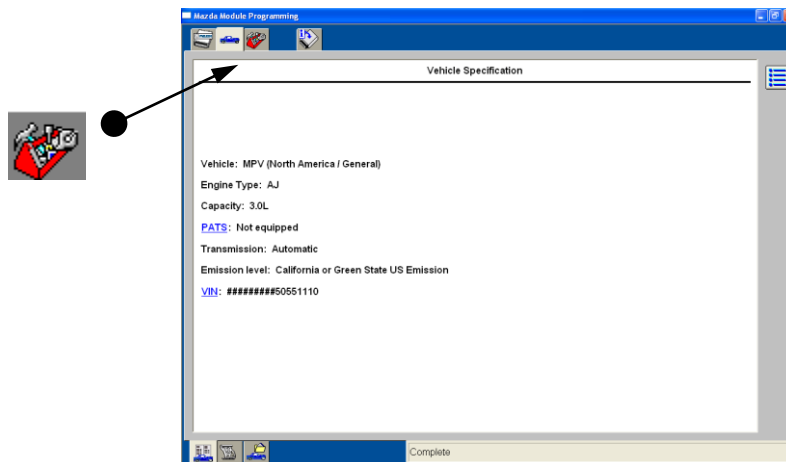 Mazda Module Programming
Vehicle Specification
Vehicle: MPV (North America / General)
Engine Type: AJ
Capacity: 3.0L
PATS: Not equipped
Transmission: Automatic
Emission level: California or Green State US Emission
VIN: #########50551110
Complete